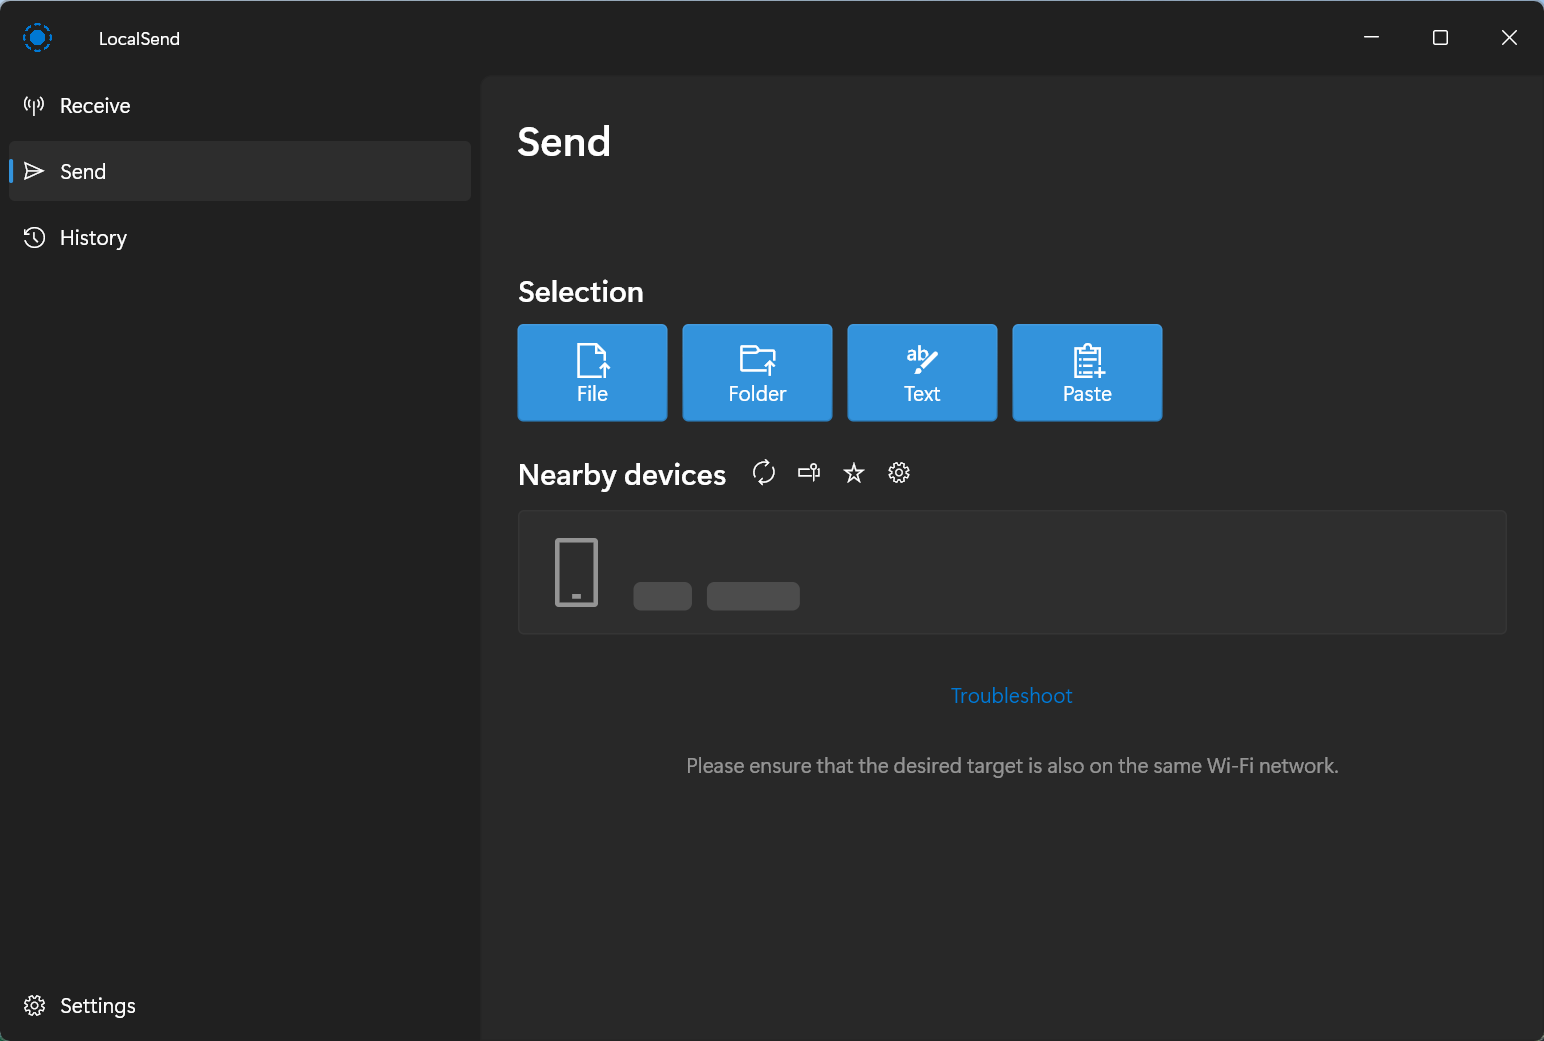 LocalSend
Receive
Send
History
Settings
Send
Selection
File
Folder
Text
Paste
Nearby devices
Troubleshoot
Please ensure that the desired target is also on the same Wi-Fi network.